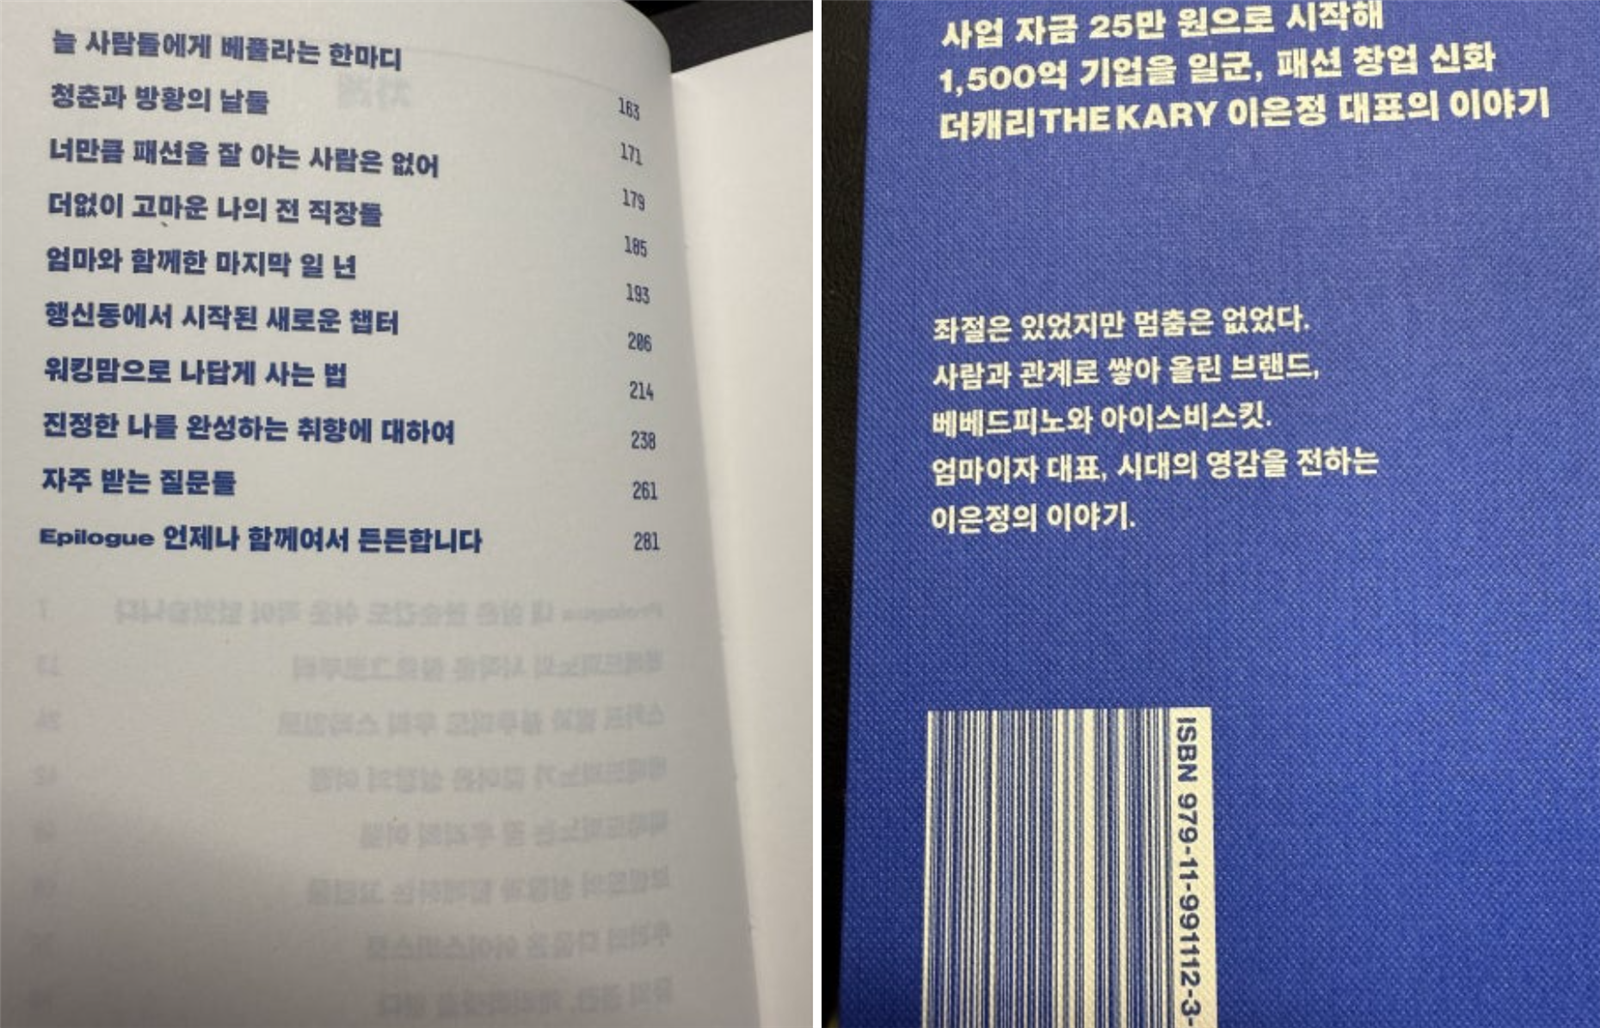 늘 사람들에게 베풀라는 한마디 163
청춘과 방황의 날들 171
너만큼 패션을 잘 아는 사람은 없어 179
더없이 고마운 나의 전 직장들 185
엄마와 함께한 마지막 일 년 193
행신동에서 시작된 새로운 챕터 206
워킹맘으로 나답게 사는 법 214
진정한 나를 완성하는 취향에 대하여 238
자주 받는 질문들 261
Epilogue 언제나 함께여서 든든합니다 281
사업 자금 25만 원으로 시작해
1,500억 기업을 일군, 패션 창업 신화
더캐리THE KARY 이은정 대표의 이야기
좌절은 있었지만 멈춤은 없었다.
사람과 관계로 쌓아 올린 브랜드,
베베드피노와 아이스비스킷.
엄마이자 대표, 시대의 영감을 전하는
이은정의 이야기.
ISBN 979-11-991112-3-